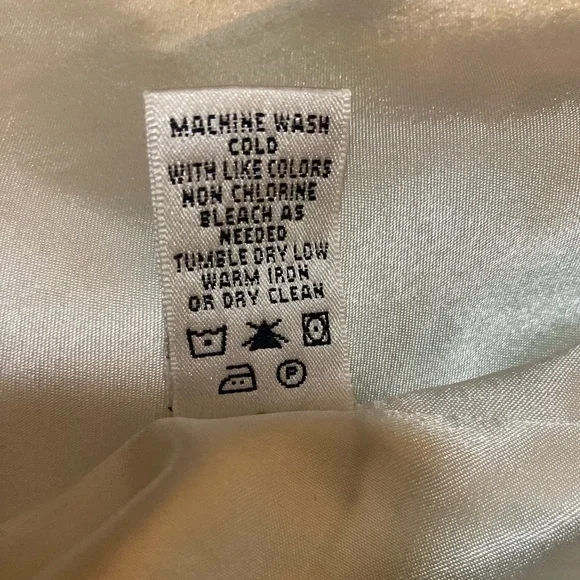 MACHINE WASH
COLD
WITH LIKE COLORS
NON CHLORINE
BLEACH AS
NEEDED
TUMBLE DRY LOW
WARM IRON
OR DRY CLEAN
P